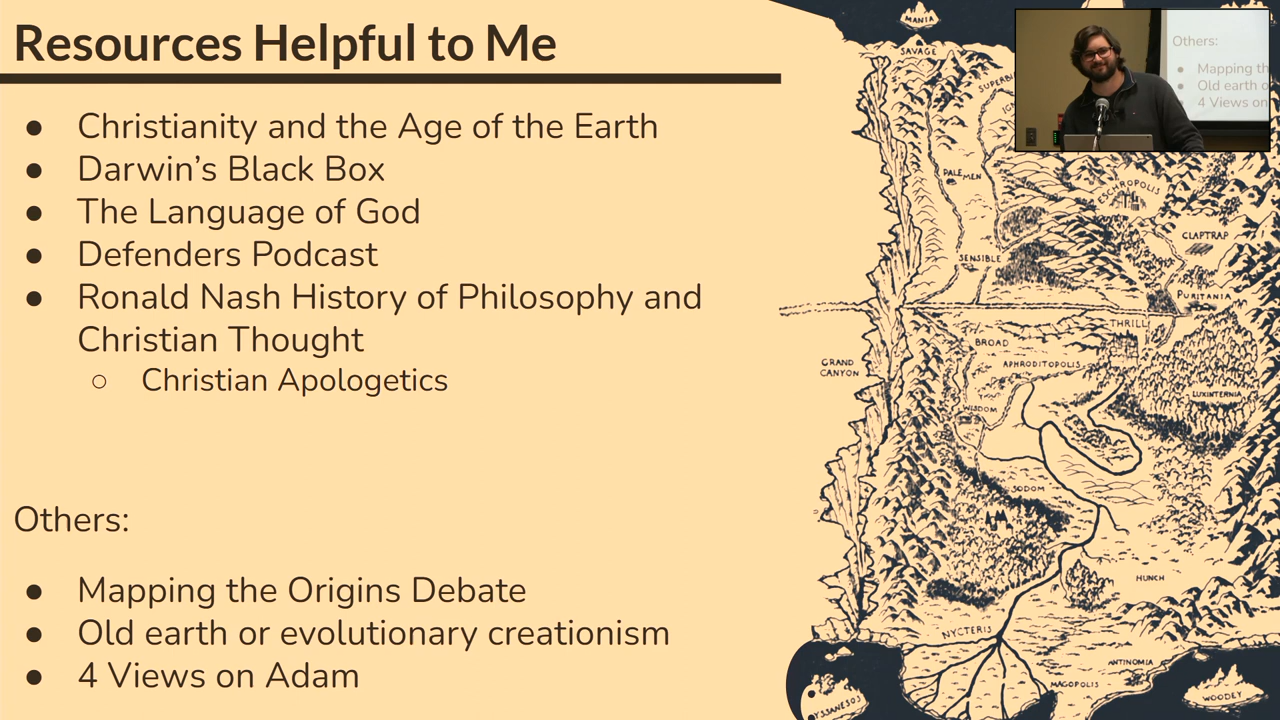 Resources Helpful to Me
● Christianity and the Age of the Earth
● Darwin’s Black Box
● The Language of God
● Defenders Podcast
● Ronald Nash History of Philosophy and
Christian Thought
○ Christian Apologetics
Others:
● Mapping the Origins Debate
● Old earth or evolutionary creationism
● 4 Views on Adam
MANIA
SAVAGE
PALEMEN
ESCHROPOLIS
CLAPTRAP
SENSIBLE
PURITANIA
THRILL
BROAD
GRAND
CANYON
APHRODITOPOLIS
LUXINTERNIA
WISDOM
SODOM
HUNCH
NYCTERIS
ANTINOMIA
MAGOPOLIS
WOODEY
Others:
● Mapping th
● Old earth o
4 Views on